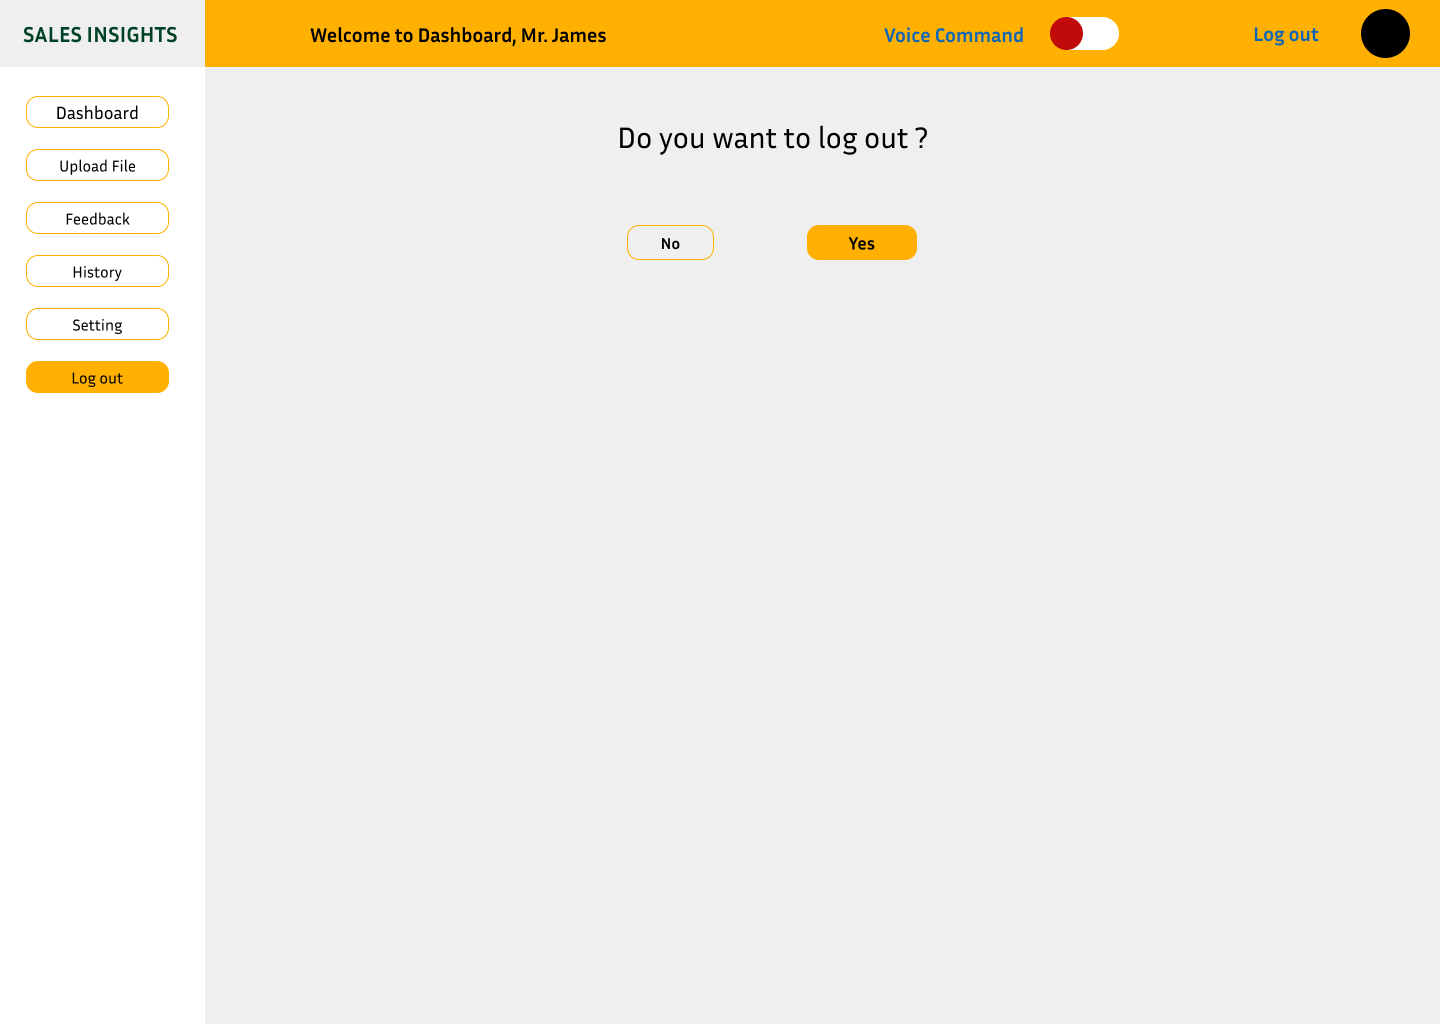 SALES INSIGHTS
Welcome to Dashboard, Mr. James
Voice Command
Log out
Dashboard
Upload File
Feedback
History
Setting
Log out
Do you want to log out ?
No
Yes